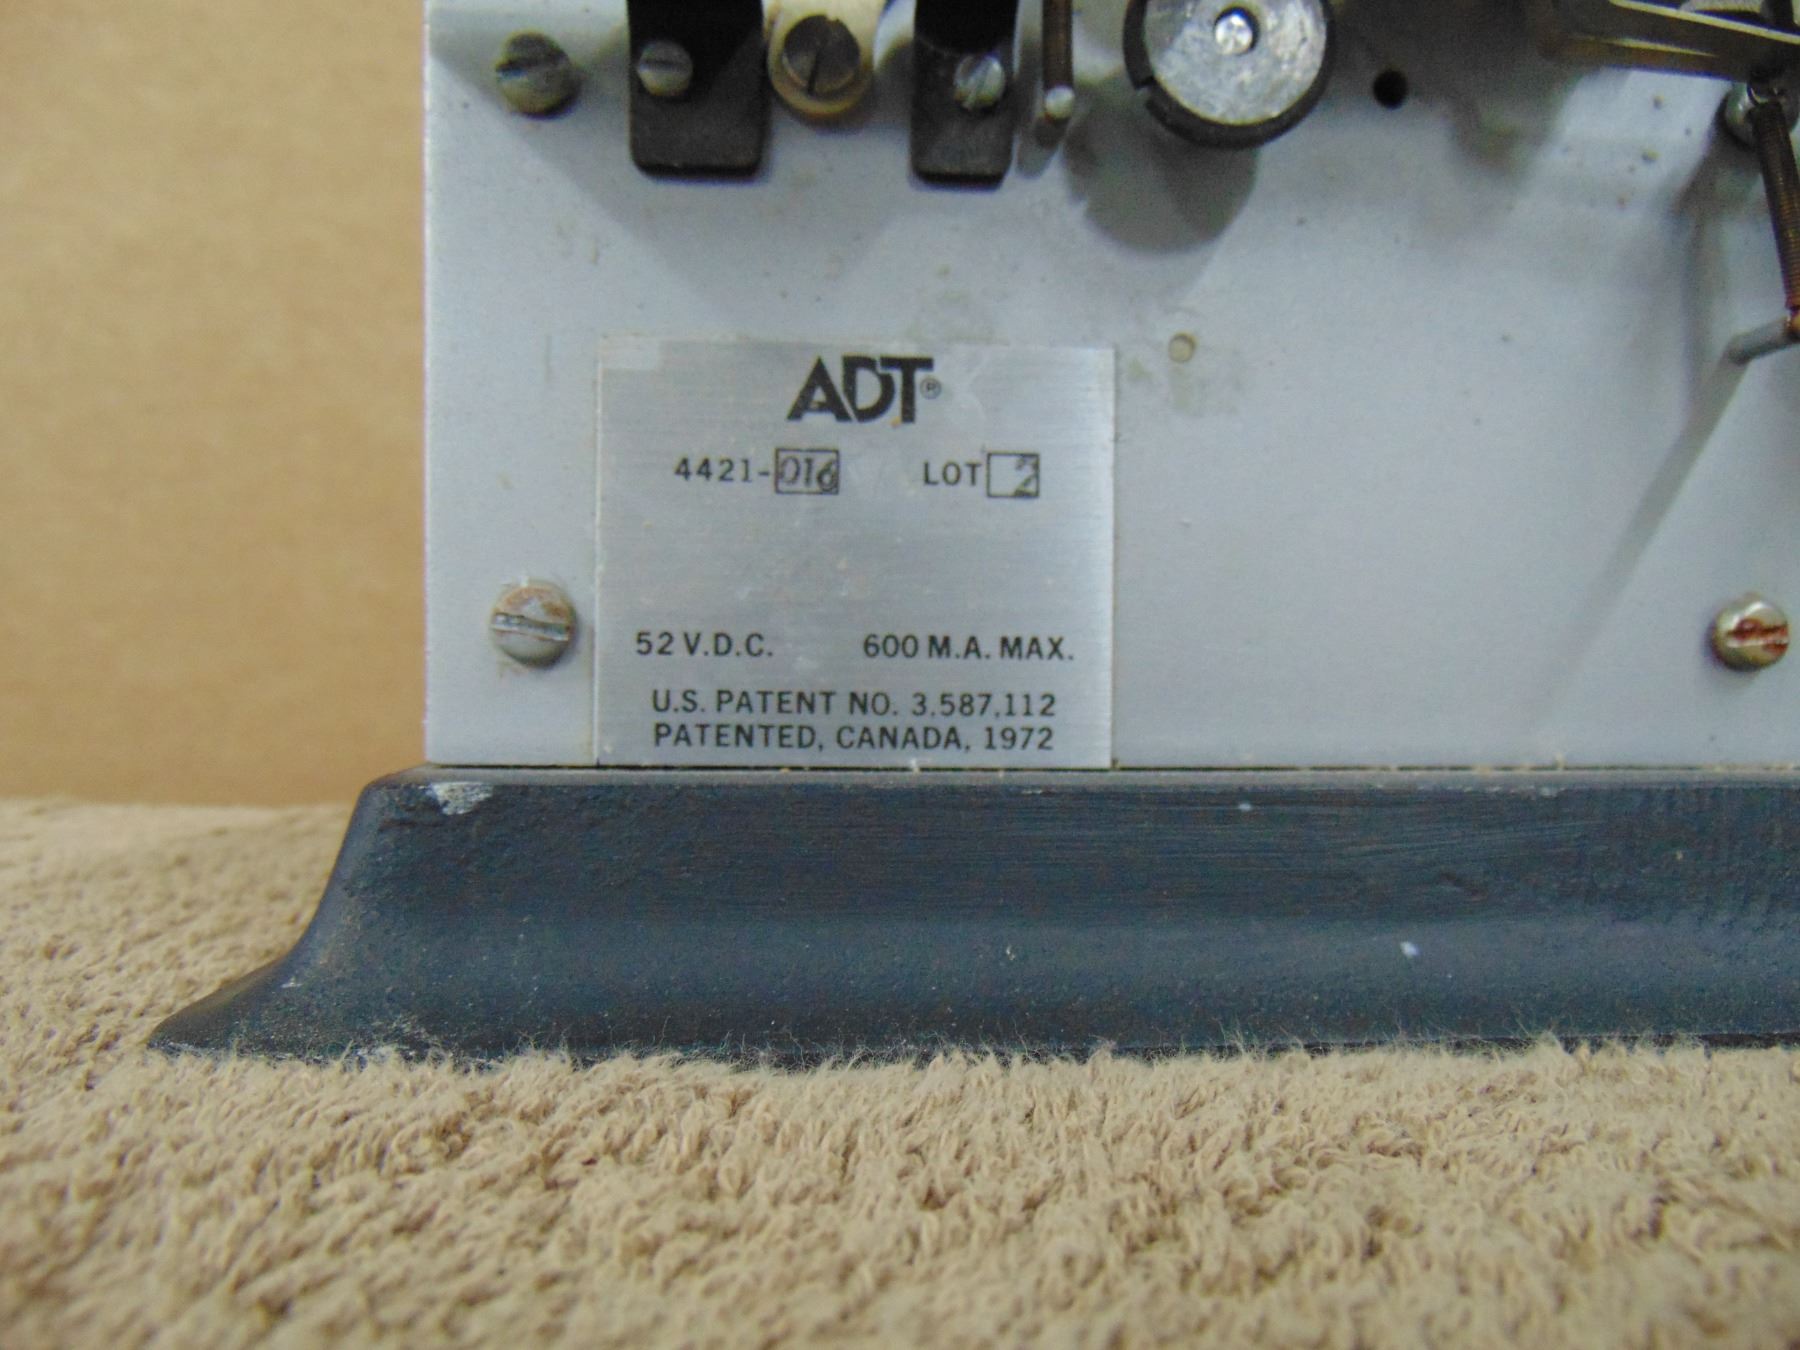 ADT®
4421-016 LOT 2
52 V.D.C. 600 M.A. MAX.
U.S. PATENT NO. 3,587,112
PATENTED, CANADA, 1972